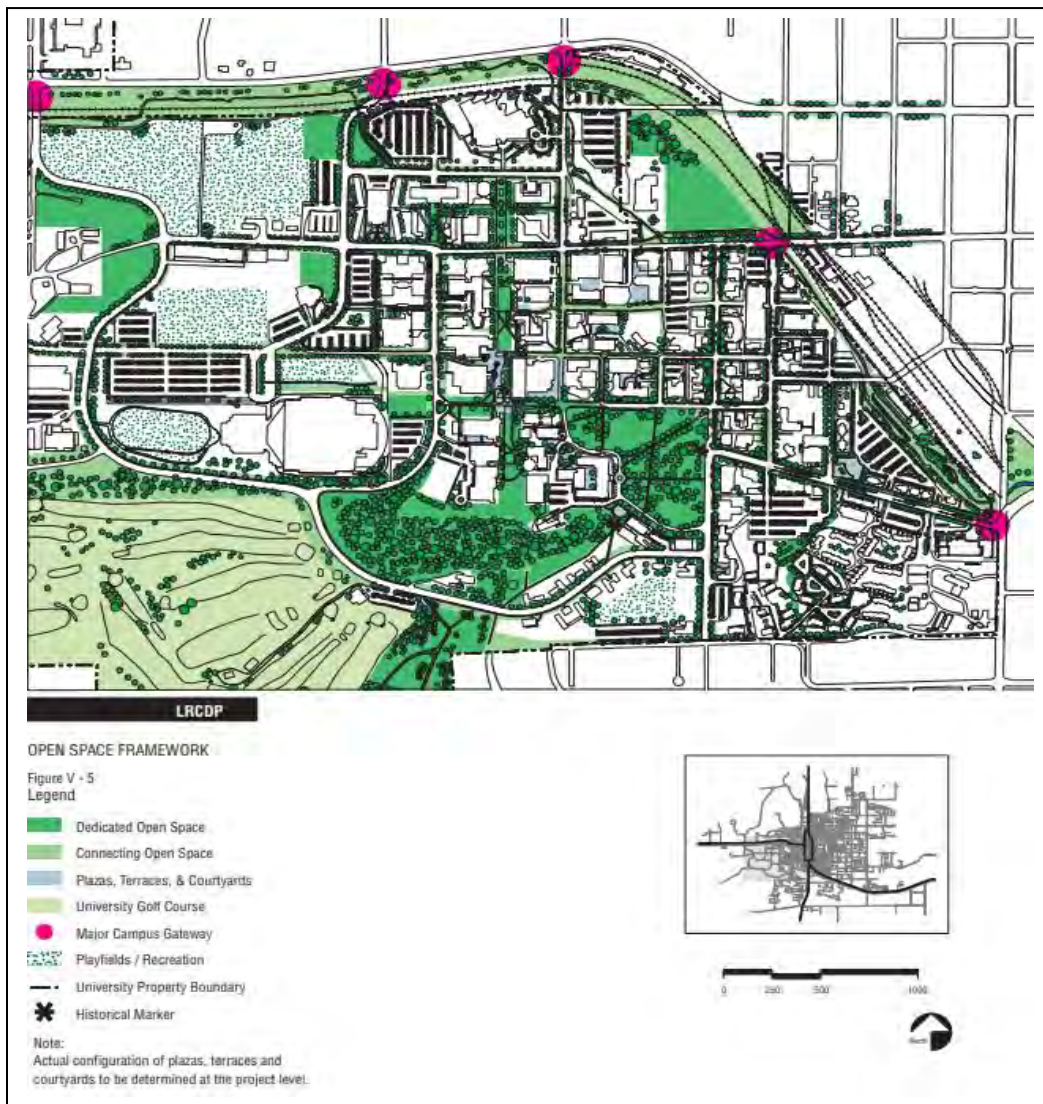 LRCDP
OPEN SPACE FRAMEWORK
Figure V - 5
Legend
Dedicated Open Space
Connecting Open Space
Plazas, Terraces, & Courtyards
University Golf Course
Major Campus Gateway
Playfields / Recreation
University Property Boundary
Historical Marker
Note:
Actual configuration of plazas, terraces and
courtyards to be determined at the project level.
0 250 500 1000
North